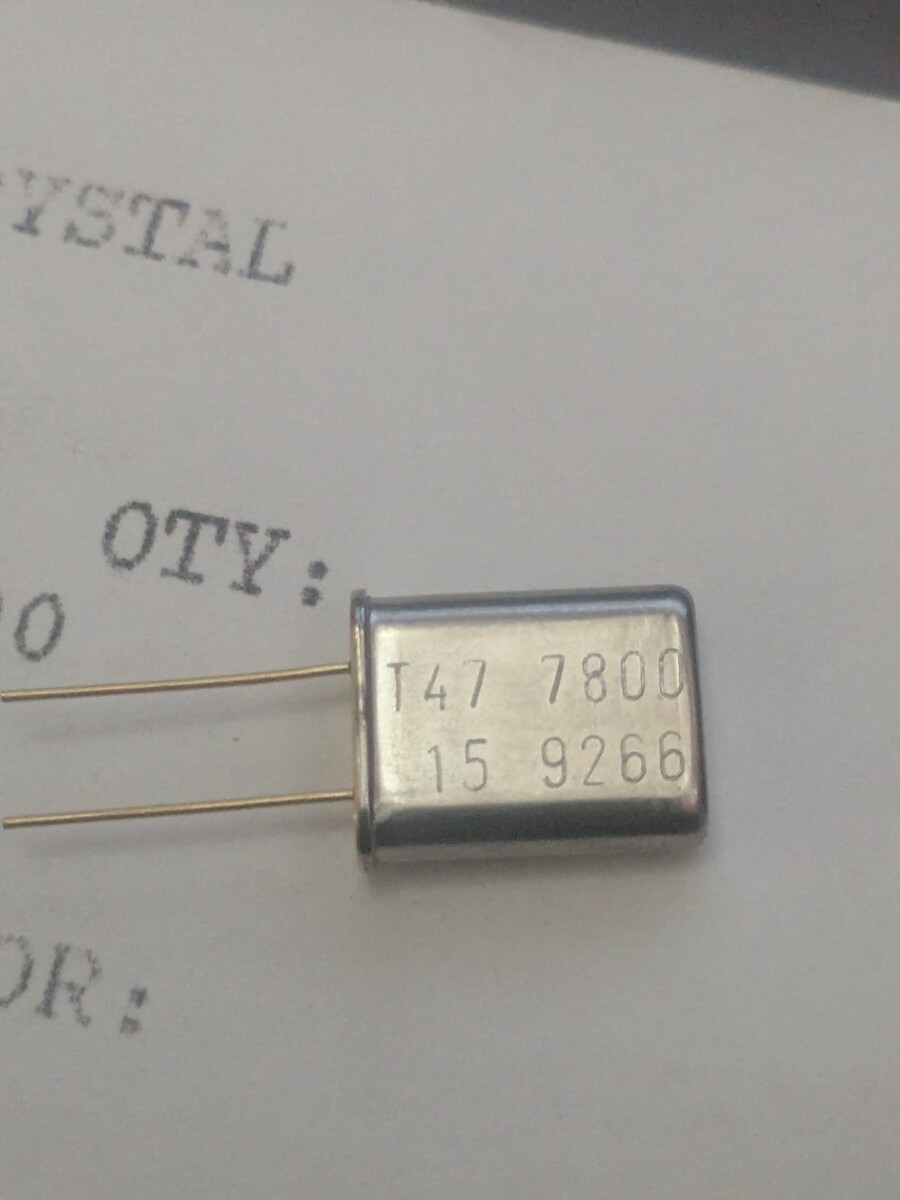 YSTAL
QTY:
0
T47 7800
15 9266
OR: